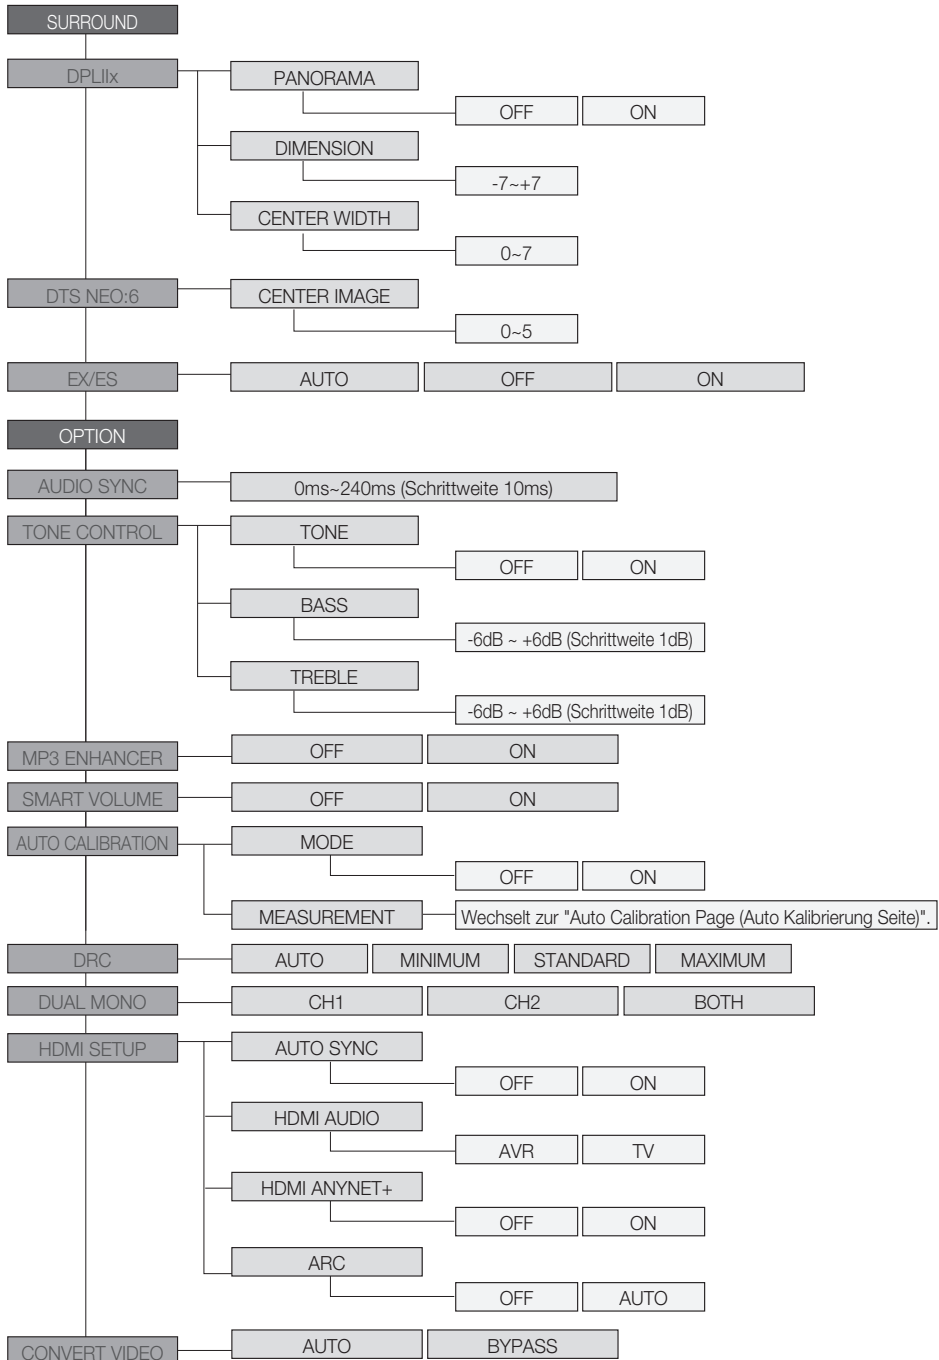 SURROUND
DPLIIx
PANORAMA
OFF ON
DIMENSION
-7~+7
CENTER WIDTH
0~7
DTS NEO:6 CENTER IMAGE
0~5
EX/ES AUTO OFF ON
OPTION
AUDIO SYNC 0ms~240ms (Schrittweite 10ms)
TONE CONTROL TONE
OFF ON
BASS
-6dB ~ +6dB (Schrittweite 1dB)
TREBLE
-6dB ~ +6dB (Schrittweite 1dB)
MP3 ENHANCER OFF ON
SMART VOLUME OFF ON
AUTO CALIBRATION MODE
OFF ON
MEASUREMENT Wechselt zur "Auto Calibration Page (Auto Kalibrierung Seite)".
DRC AUTO MINIMUM STANDARD MAXIMUM
DUAL MONO CH1 CH2 BOTH
HDMI SETUP AUTO SYNC
OFF ON
HDMI AUDIO
AVR TV
HDMI ANYNET+
OFF ON
ARC
OFF AUTO
CONVERT VIDEO AUTO BYPASS